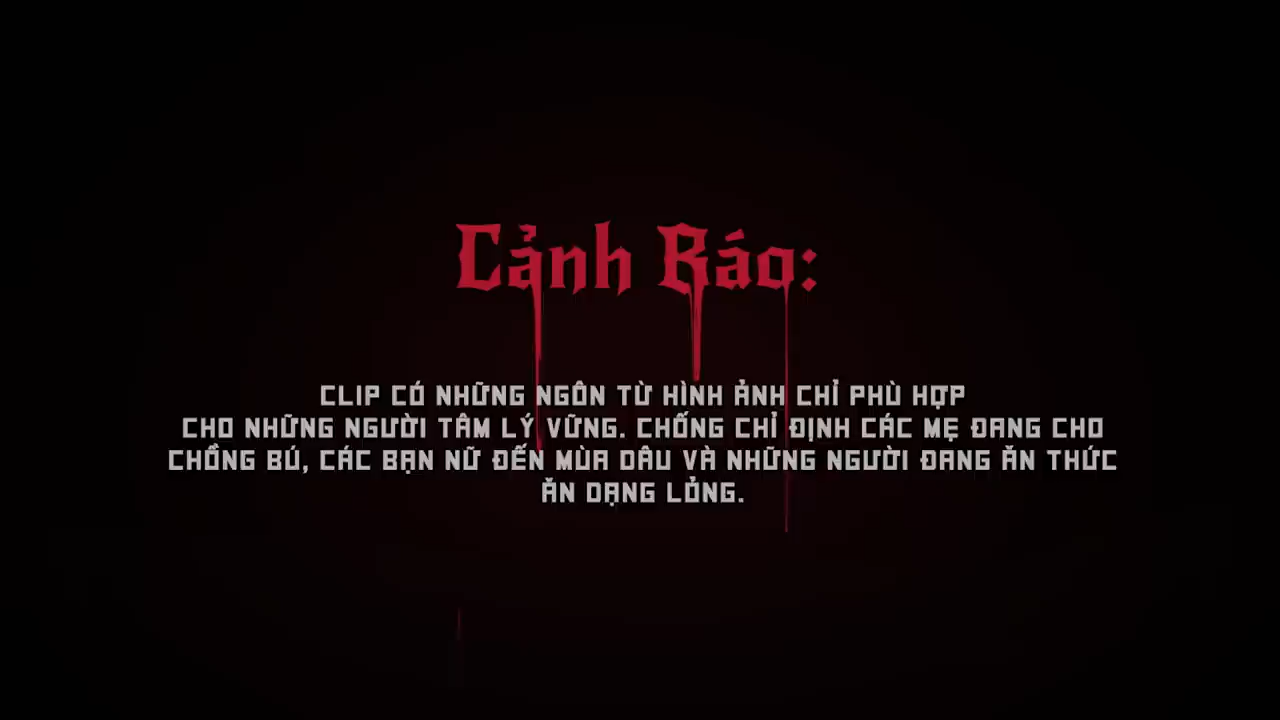 Cảnh Báo:
CLIP CÓ NHỮNG NGÔN TỪ HÌNH ẢNH CHỈ PHÙ HỢP
CHO NHỮNG NGƯỜI TÂM LÝ VỮNG. CHỐNG CHỈ ĐỊNH CÁC MẸ ĐANG CHO
CHỒNG BÚ, CÁC BẠN NỮ ĐẾN MÙA DÂU VÀ NHỮNG NGƯỜI ĐANG ĂN THỨC
ĂN DẠNG LỎNG.